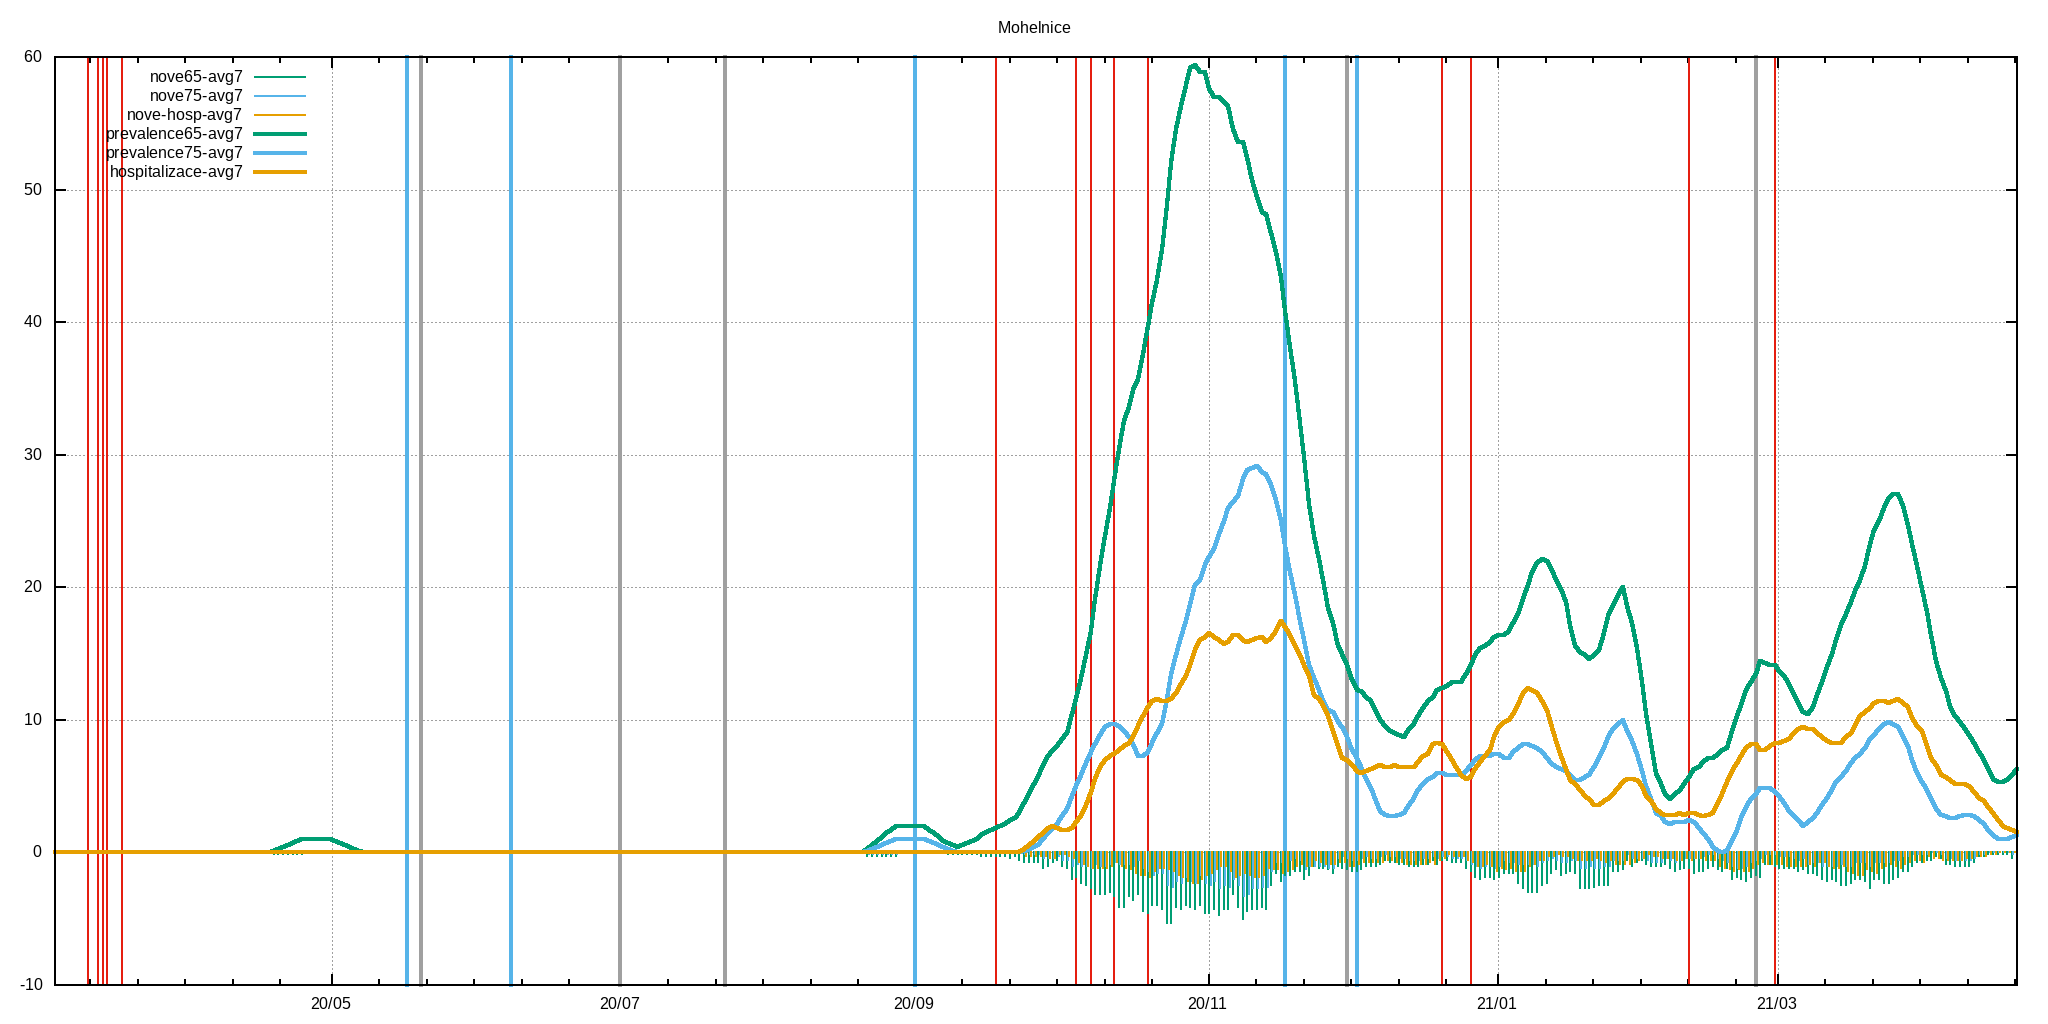 Mohelnice
60
nove65-avg7
nove75-avg7
nove-hosp-avg7
prevalence65-avg7
prevalence75-avg7
hospitalizace-avg7
50
40
30
20
10
0
-10
20/05 20/07 20/09 20/11 21/01 21/03